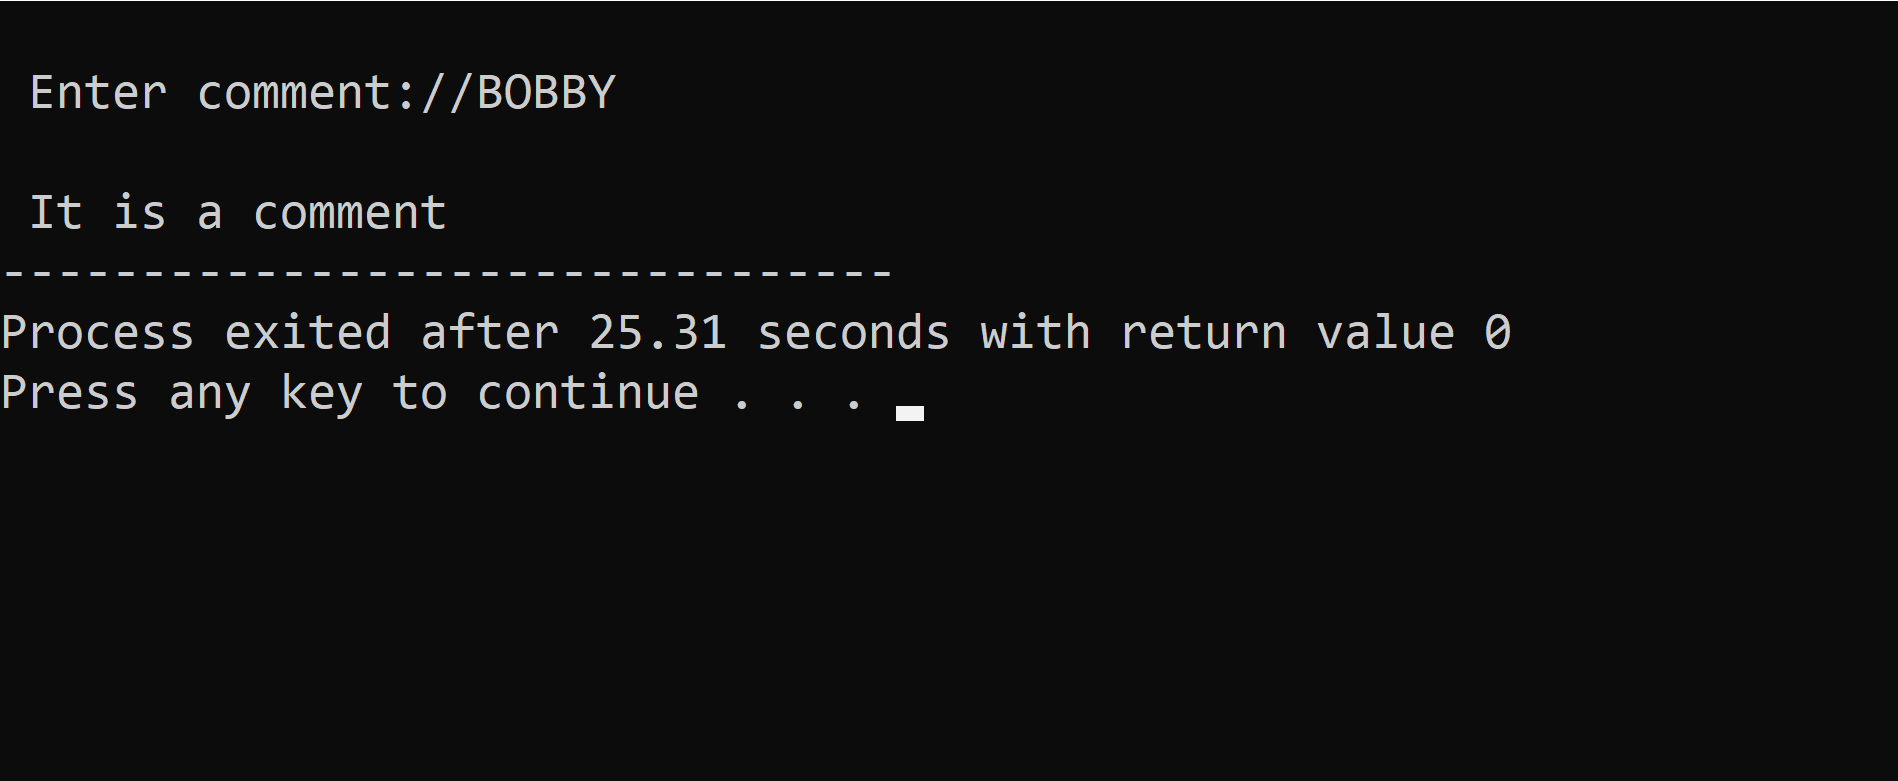 Enter comment://BOBBY
It is a comment
--------------------------------
Process exited after 25.31 seconds with return value 0
Press any key to continue . . .